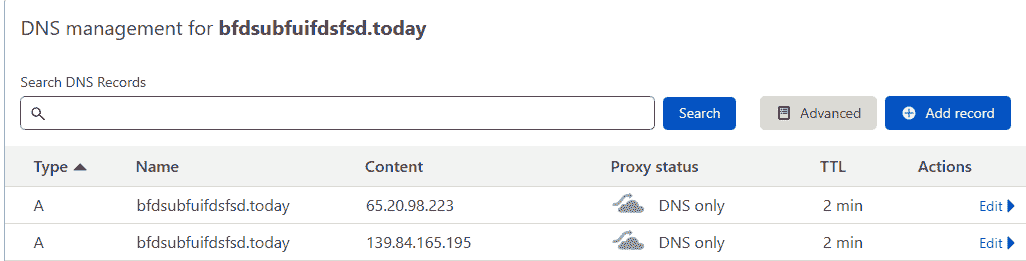 DNS management for bfdsubfuifdsfsd.today
Search DNS Records
Search Advanced Add record
Type Name Content Proxy status TTL Actions
A bfdsubfuifdsfsd.today 65.20.98.223 DNS only 2 min Edit
A bfdsubfuifdsfsd.today 139.84.165.195 DNS only 2 min Edit